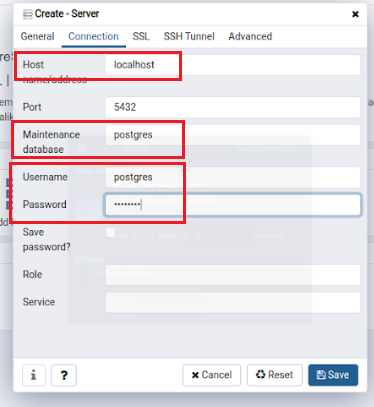 Create - Server
General Connection SSL SSH Tunnel Advanced
Host
name/address
localhost
Port
5432
Maintenance
database
postgres
Username
postgres
Password
••••••••
Save
password?
Role
Service
i ? Cancel Reset Save